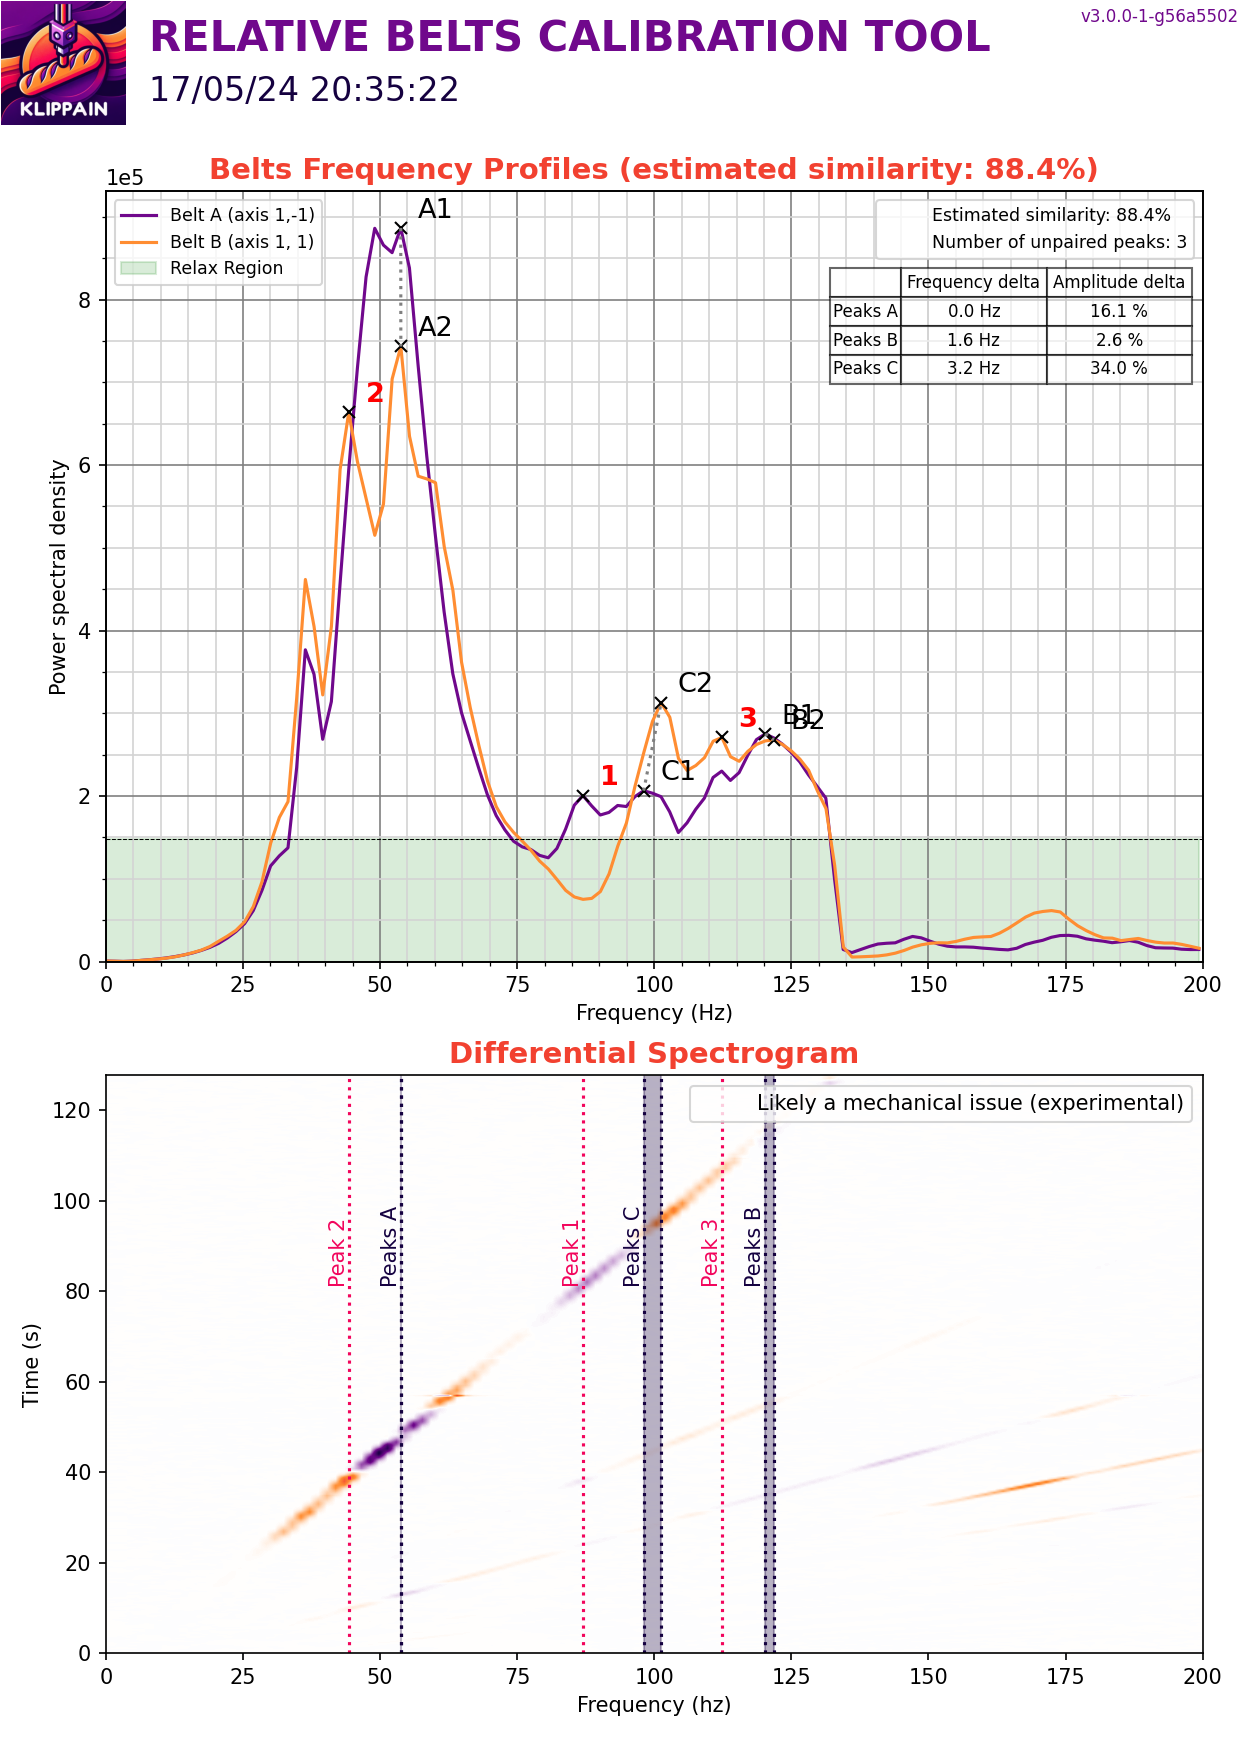 KLIPPAIN
RELATIVE BELTS CALIBRATION TOOL
v3.0.0-1-g56a5502
17/05/24 20:35:22
Belts Frequency Profiles (estimated similarity: 88.4%)
1e5
Belt A (axis 1,-1)
Belt B (axis 1, 1)
Relax Region
Estimated similarity: 88.4%
Number of unpaired peaks: 3
Frequency delta Amplitude delta
Peaks A 0.0 Hz 16.1 %
Peaks B 1.6 Hz 2.6 %
Peaks C 3.2 Hz 34.0 %
A1
A2
2
C2
3
B1
B2
C1
1
Power spectral density
8
6
4
2
0
0 25 50 75 100 125 150 175 200
Frequency (Hz)
Differential Spectrogram
Likely a mechanical issue (experimental)
Peak 2
Peaks A
Peak 1
Peaks C
Peak 3
Peaks B
Time (s)
120
100
80
60
40
20
0
0 25 50 75 100 125 150 175 200
Frequency (hz)